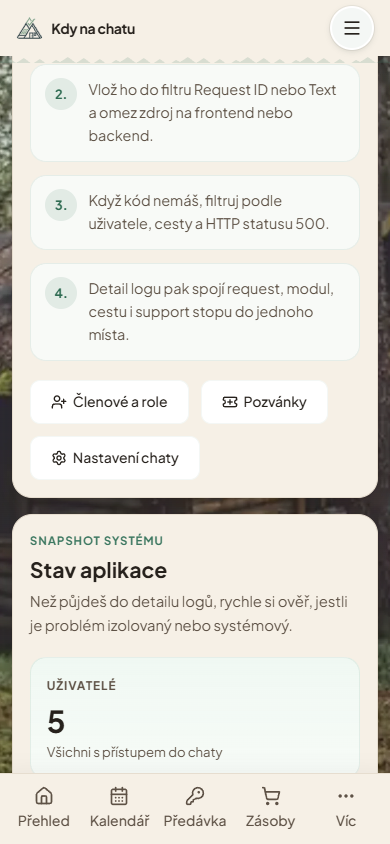 Kdy na chatu
2. Vlož ho do filtru Request ID nebo Text
a omez zdroj na frontend nebo
backend.
3. Když kód nemáš, filtruj podle
uživatele, cesty a HTTP statusu 500.
4. Detail logu pak spojí request, modul,
cestu i support stopu do jednoho
místa.
Členové a role
Pozvánky
Nastavení chaty
SNAPSHOT SYSTÉMU
Stav aplikace
Než půjdeš do detailu logů, rychle si ověř, jestli
je problém izolovaný nebo systémový.
UŽIVATELÉ
5
Všichni s přístupem do chaty
Přehled
Kalendář
Předávka
Zásoby
Víc